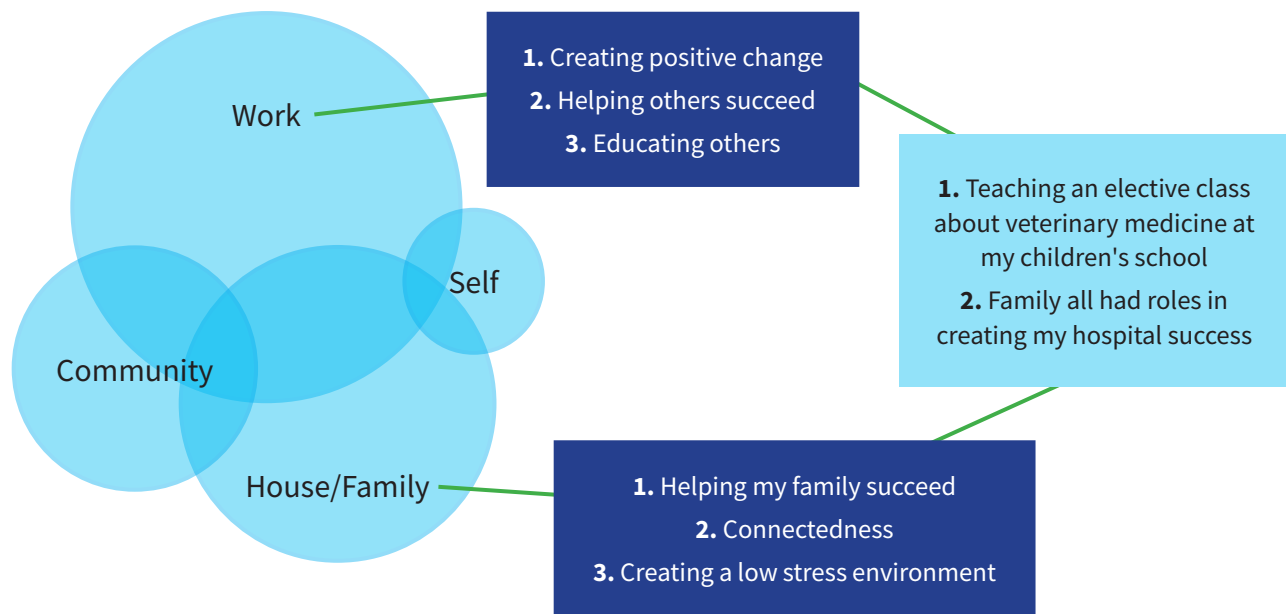 Work
1. Creating positive change
2. Helping others succeed
3. Educating others
1. Teaching an elective class
about veterinary medicine at
my children's school
2. Family all had roles in
creating my hospital success
Self
Community
House/Family
1. Helping my family succeed
2. Connectedness
3. Creating a low stress environment